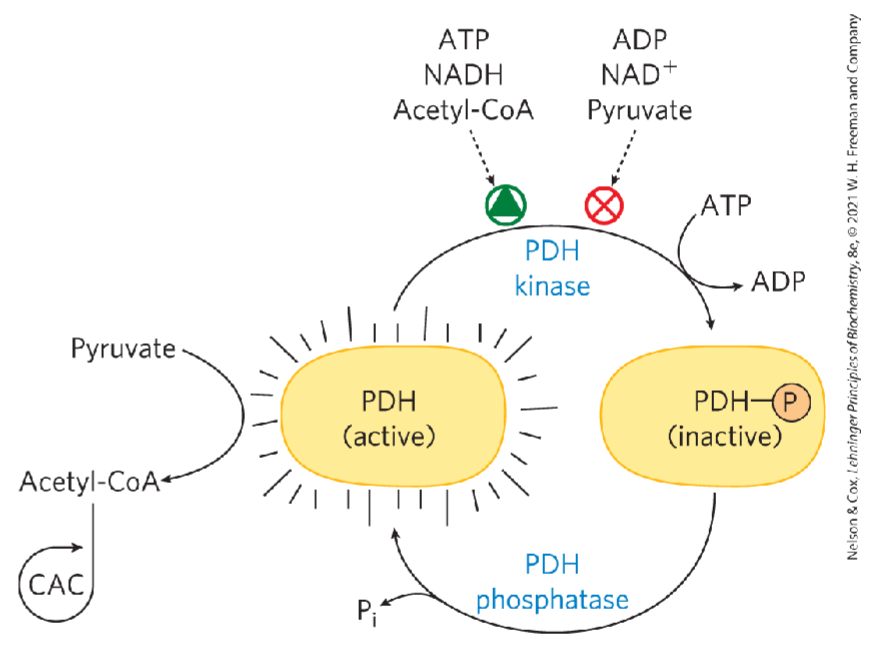 ATP
NADH
Acetyl-CoA
ADP
NAD+
Pyruvate
ATP
ADP
PDH
kinase
Pyruvate
PDH
(active)
PDH–P
(inactive)
Acetyl-CoA
CAC
PDH
phosphatase
Pi
Nelson & Cox, Lehninger Principles of Biochemistry, 8e, © 2021 W. H. Freeman and Company